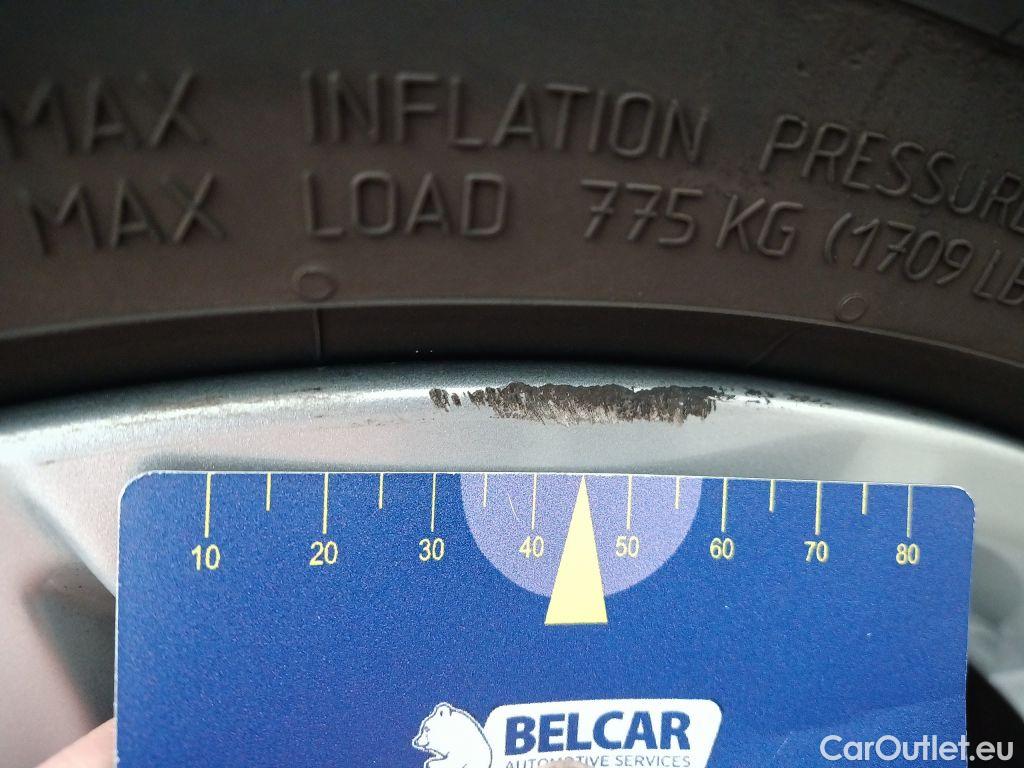 MAX INFLATION PRESSURE
MAX LOAD 775 KG (1709 LB
10 20 30 40 50 60 70 80
BELCAR
AUTOMOTIVE SERVICES
CarOutlet.eu